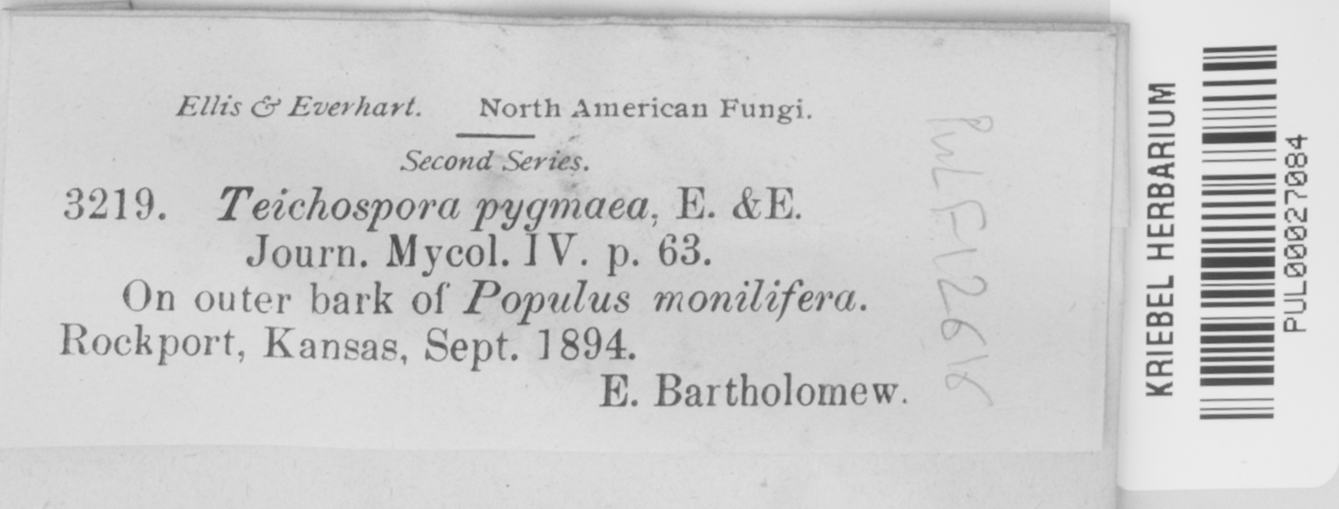 Ellis & Everhart. North American Fungi.
Second Series.
3219. Teichospora pygmaea, E. &E.
Journ. Mycol. IV. p. 63.
On outer bark of Populus monilifera.
Rockport, Kansas, Sept. 1894.
E. Bartholomew.
KRIEBEL HERBARIUM
PUL00027084